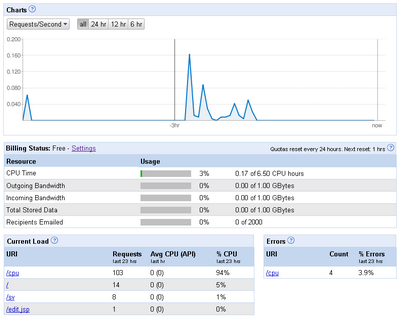 Charts
Requests/Second all 24 hr 12 hr 6 hr
0.200
0.160
0.120
0.080
0.040
-3hr now
Billing Status: Free - Settings Quotas reset every 24 hours. Next reset: 1 hrs
Resource Usage
CPU Time 3% 0.17 of 6.50 CPU hours
Outgoing Bandwidth 0% 0.00 of 1.00 GBytes
Incoming Bandwidth 0% 0.00 of 1.00 GBytes
Total Stored Data 0% 0.00 of 1.00 GBytes
Recipients Emailed 0% 0 of 2000
Current Load
URI Requests Avg CPU (API) % CPU
last 23 hrs last hr last 23 hrs
/cpu 103 0 (0) 94%
/ 14 0 (0) 5%
/sv 8 0 (0) 1%
/edit.jsp 1 0 (0) 0%
Errors
URI Count % Errors
last 23 hrs last 23 hrs
/cpu 4 3.9%